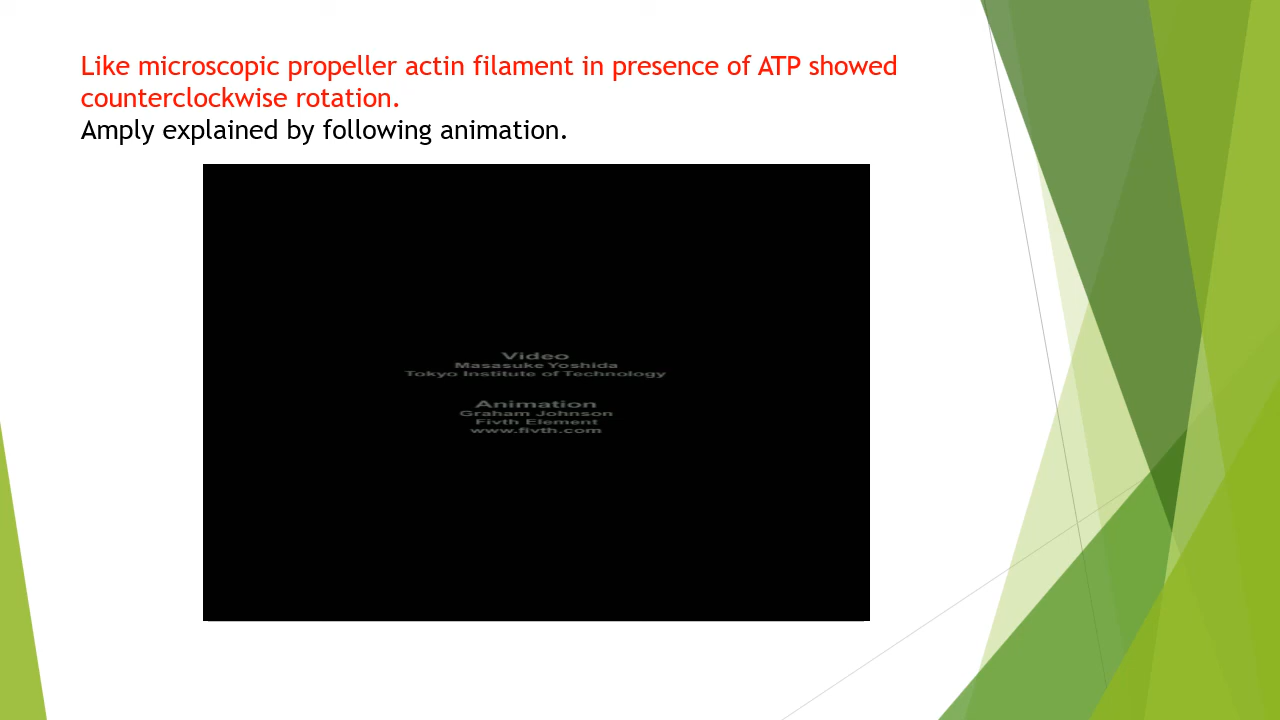 Like microscopic propeller actin filament in presence of ATP showed
counterclockwise rotation.
Amply explained by following animation.
Video
Masasuke Yoshida
Tokyo Institute of Technology
Animation
Graham Johnson
Fivth Element
www.fivth.com